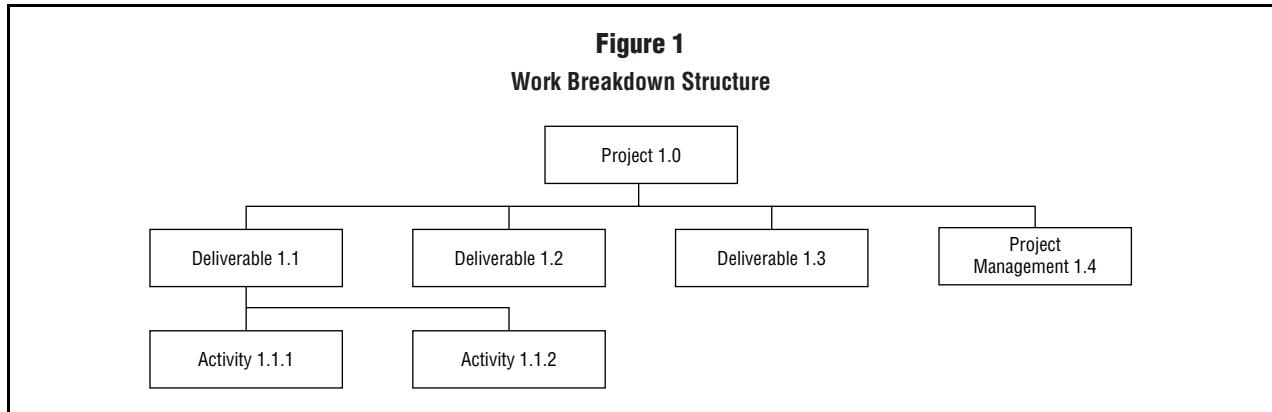 Figure 1
Work Breakdown Structure
Project 1.0
Deliverable 1.1
Deliverable 1.2
Deliverable 1.3
Project
Management 1.4
Activity 1.1.1
Activity 1.1.2